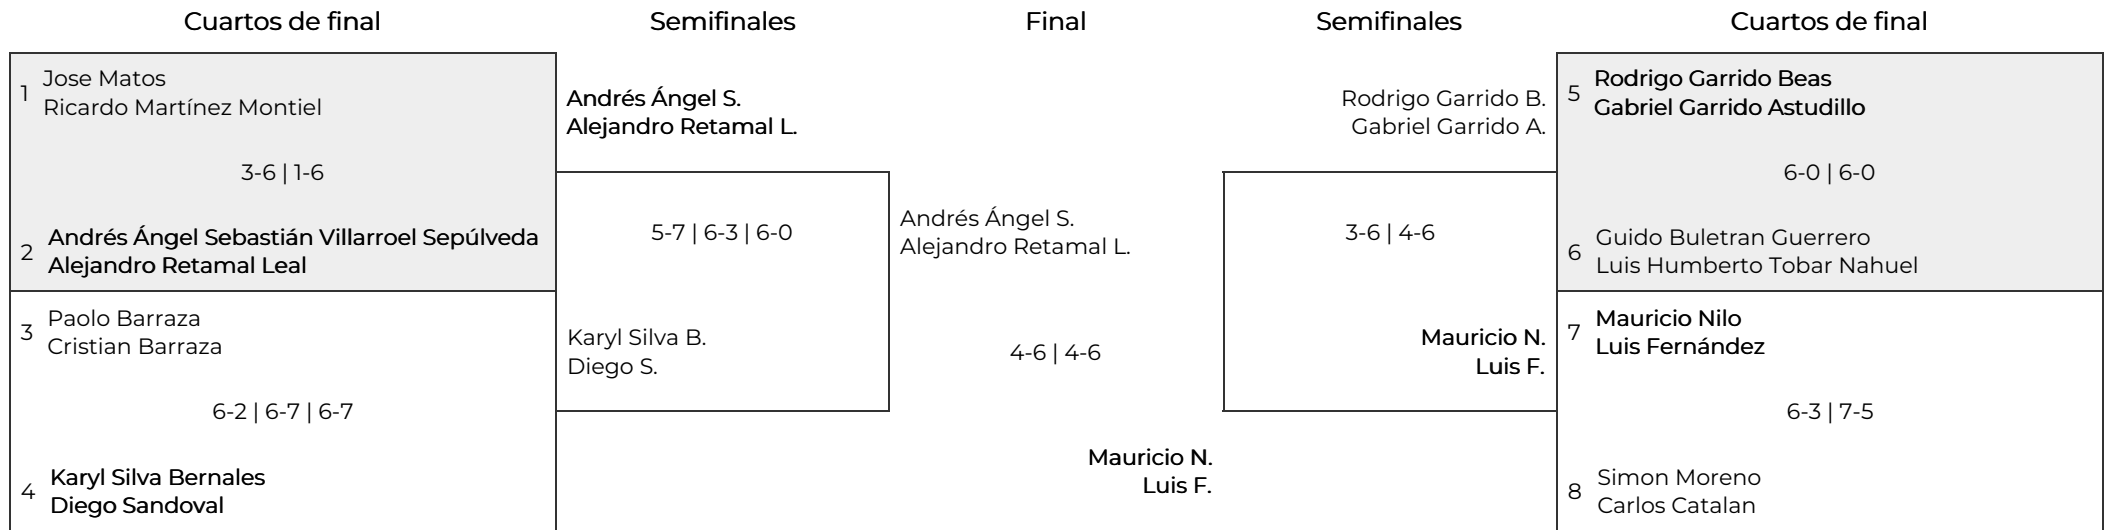 Cuartos de final
Semifinales
Final
Semifinales
Cuartos de final
1
Jose Matos
Ricardo Martínez Montiel
3-6 | 1-6
2
Andrés Ángel Sebastián Villarroel Sepúlveda
Alejandro Retamal Leal
3
Paolo Barraza
Cristian Barraza
6-2 | 6-7 | 6-7
4
Karyl Silva Bernales
Diego Sandoval
Andrés Ángel S.
Alejandro Retamal L.
5-7 | 6-3 | 6-0
Karyl Silva B.
Diego S.
Andrés Ángel S.
Alejandro Retamal L.
4-6 | 4-6
Mauricio N.
Luis F.
Rodrigo Garrido B.
Gabriel Garrido A.
3-6 | 4-6
Mauricio N.
Luis F.
5
Rodrigo Garrido Beas
Gabriel Garrido Astudillo
6-0 | 6-0
6
Guido Buletran Guerrero
Luis Humberto Tobar Nahuel
7
Mauricio Nilo
Luis Fernández
6-3 | 7-5
8
Simon Moreno
Carlos Catalan